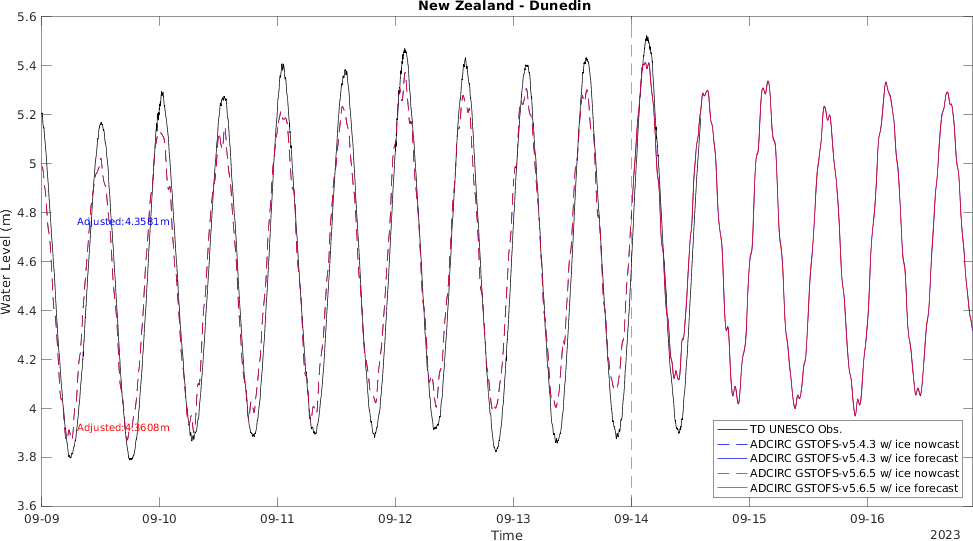 New Zealand - Dunedin
5.6
5.4
5.2
5
4.8
4.6
4.4
4.2
4
3.8
3.6
Water Level (m)
Adjusted:4.3581m
Adjusted:4.3608m
TD UNESCO Obs.
ADCIRC GSTOFS-v5.4.3 w/ ice nowcast
ADCIRC GSTOFS-v5.4.3 w/ ice forecast
ADCIRC GSTOFS-v5.6.5 w/ ice nowcast
ADCIRC GSTOFS-v5.6.5 w/ ice forecast
09-09 09-10 09-11 09-12 09-13 09-14 09-15 09-16
Time
2023